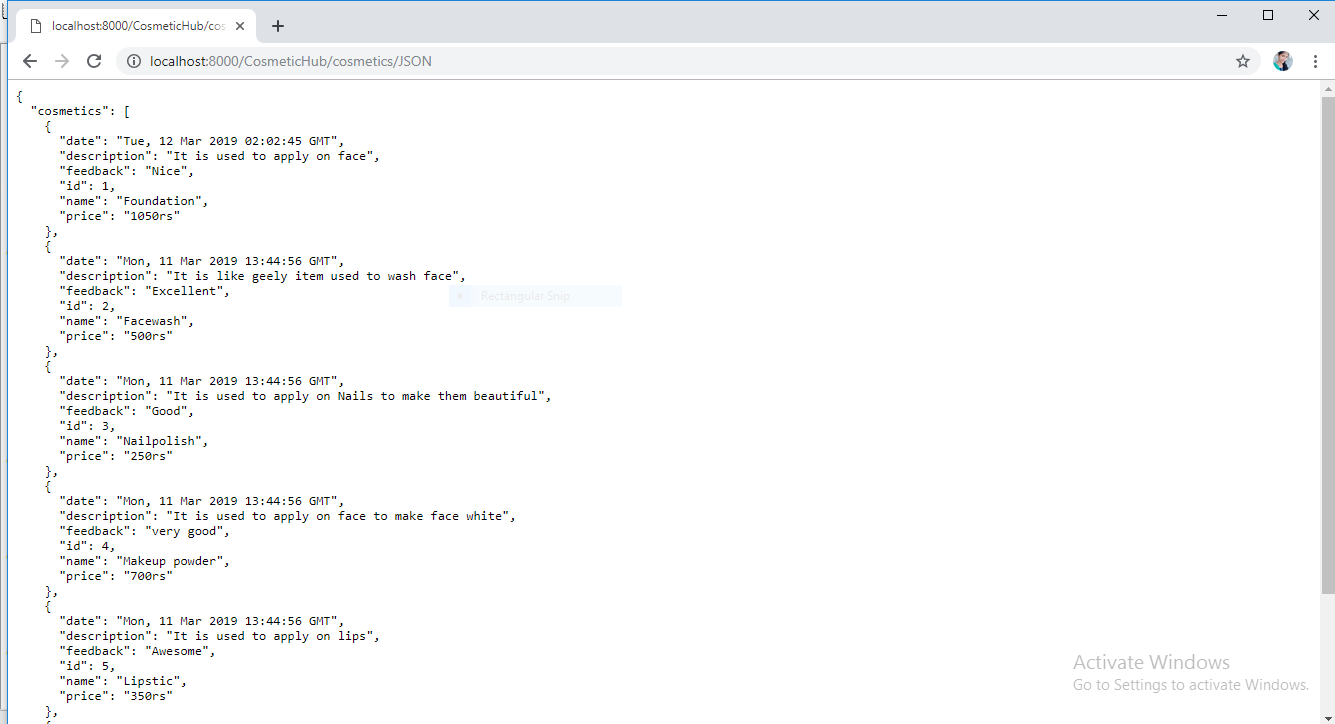 localhost:8000/CosmeticHub/cos
localhost:8000/CosmeticHub/cosmetics/JSON
{
"cosmetics": [
{
"date": "Tue, 12 Mar 2019 02:02:45 GMT",
"description": "It is used to apply on face",
"feedback": "Nice",
"id": 1,
"name": "Foundation",
"price": "1050rs"
},
{
"date": "Mon, 11 Mar 2019 13:44:56 GMT",
"description": "It is like geely item used to wash face",
"feedback": "Excellent",
Rectangular Snip
"id": 2,
"name": "Facewash",
"price": "500rs"
},
{
"date": "Mon, 11 Mar 2019 13:44:56 GMT",
"description": "It is used to apply on Nails to make them beautiful",
"feedback": "Good",
"id": 3,
"name": "Nailpolish",
"price": "250rs"
},
{
"date": "Mon, 11 Mar 2019 13:44:56 GMT",
"description": "It is used to apply on face to make face white",
"feedback": "very good",
"id": 4,
"name": "Makeup powder",
"price": "700rs"
},
{
"date": "Mon, 11 Mar 2019 13:44:56 GMT",
"description": "It is used to apply on lips",
"feedback": "Awesome",
"id": 5,
"name": "Lipstic",
"price": "350rs"
},
Activate Windows
Go to Settings to activate Windows.